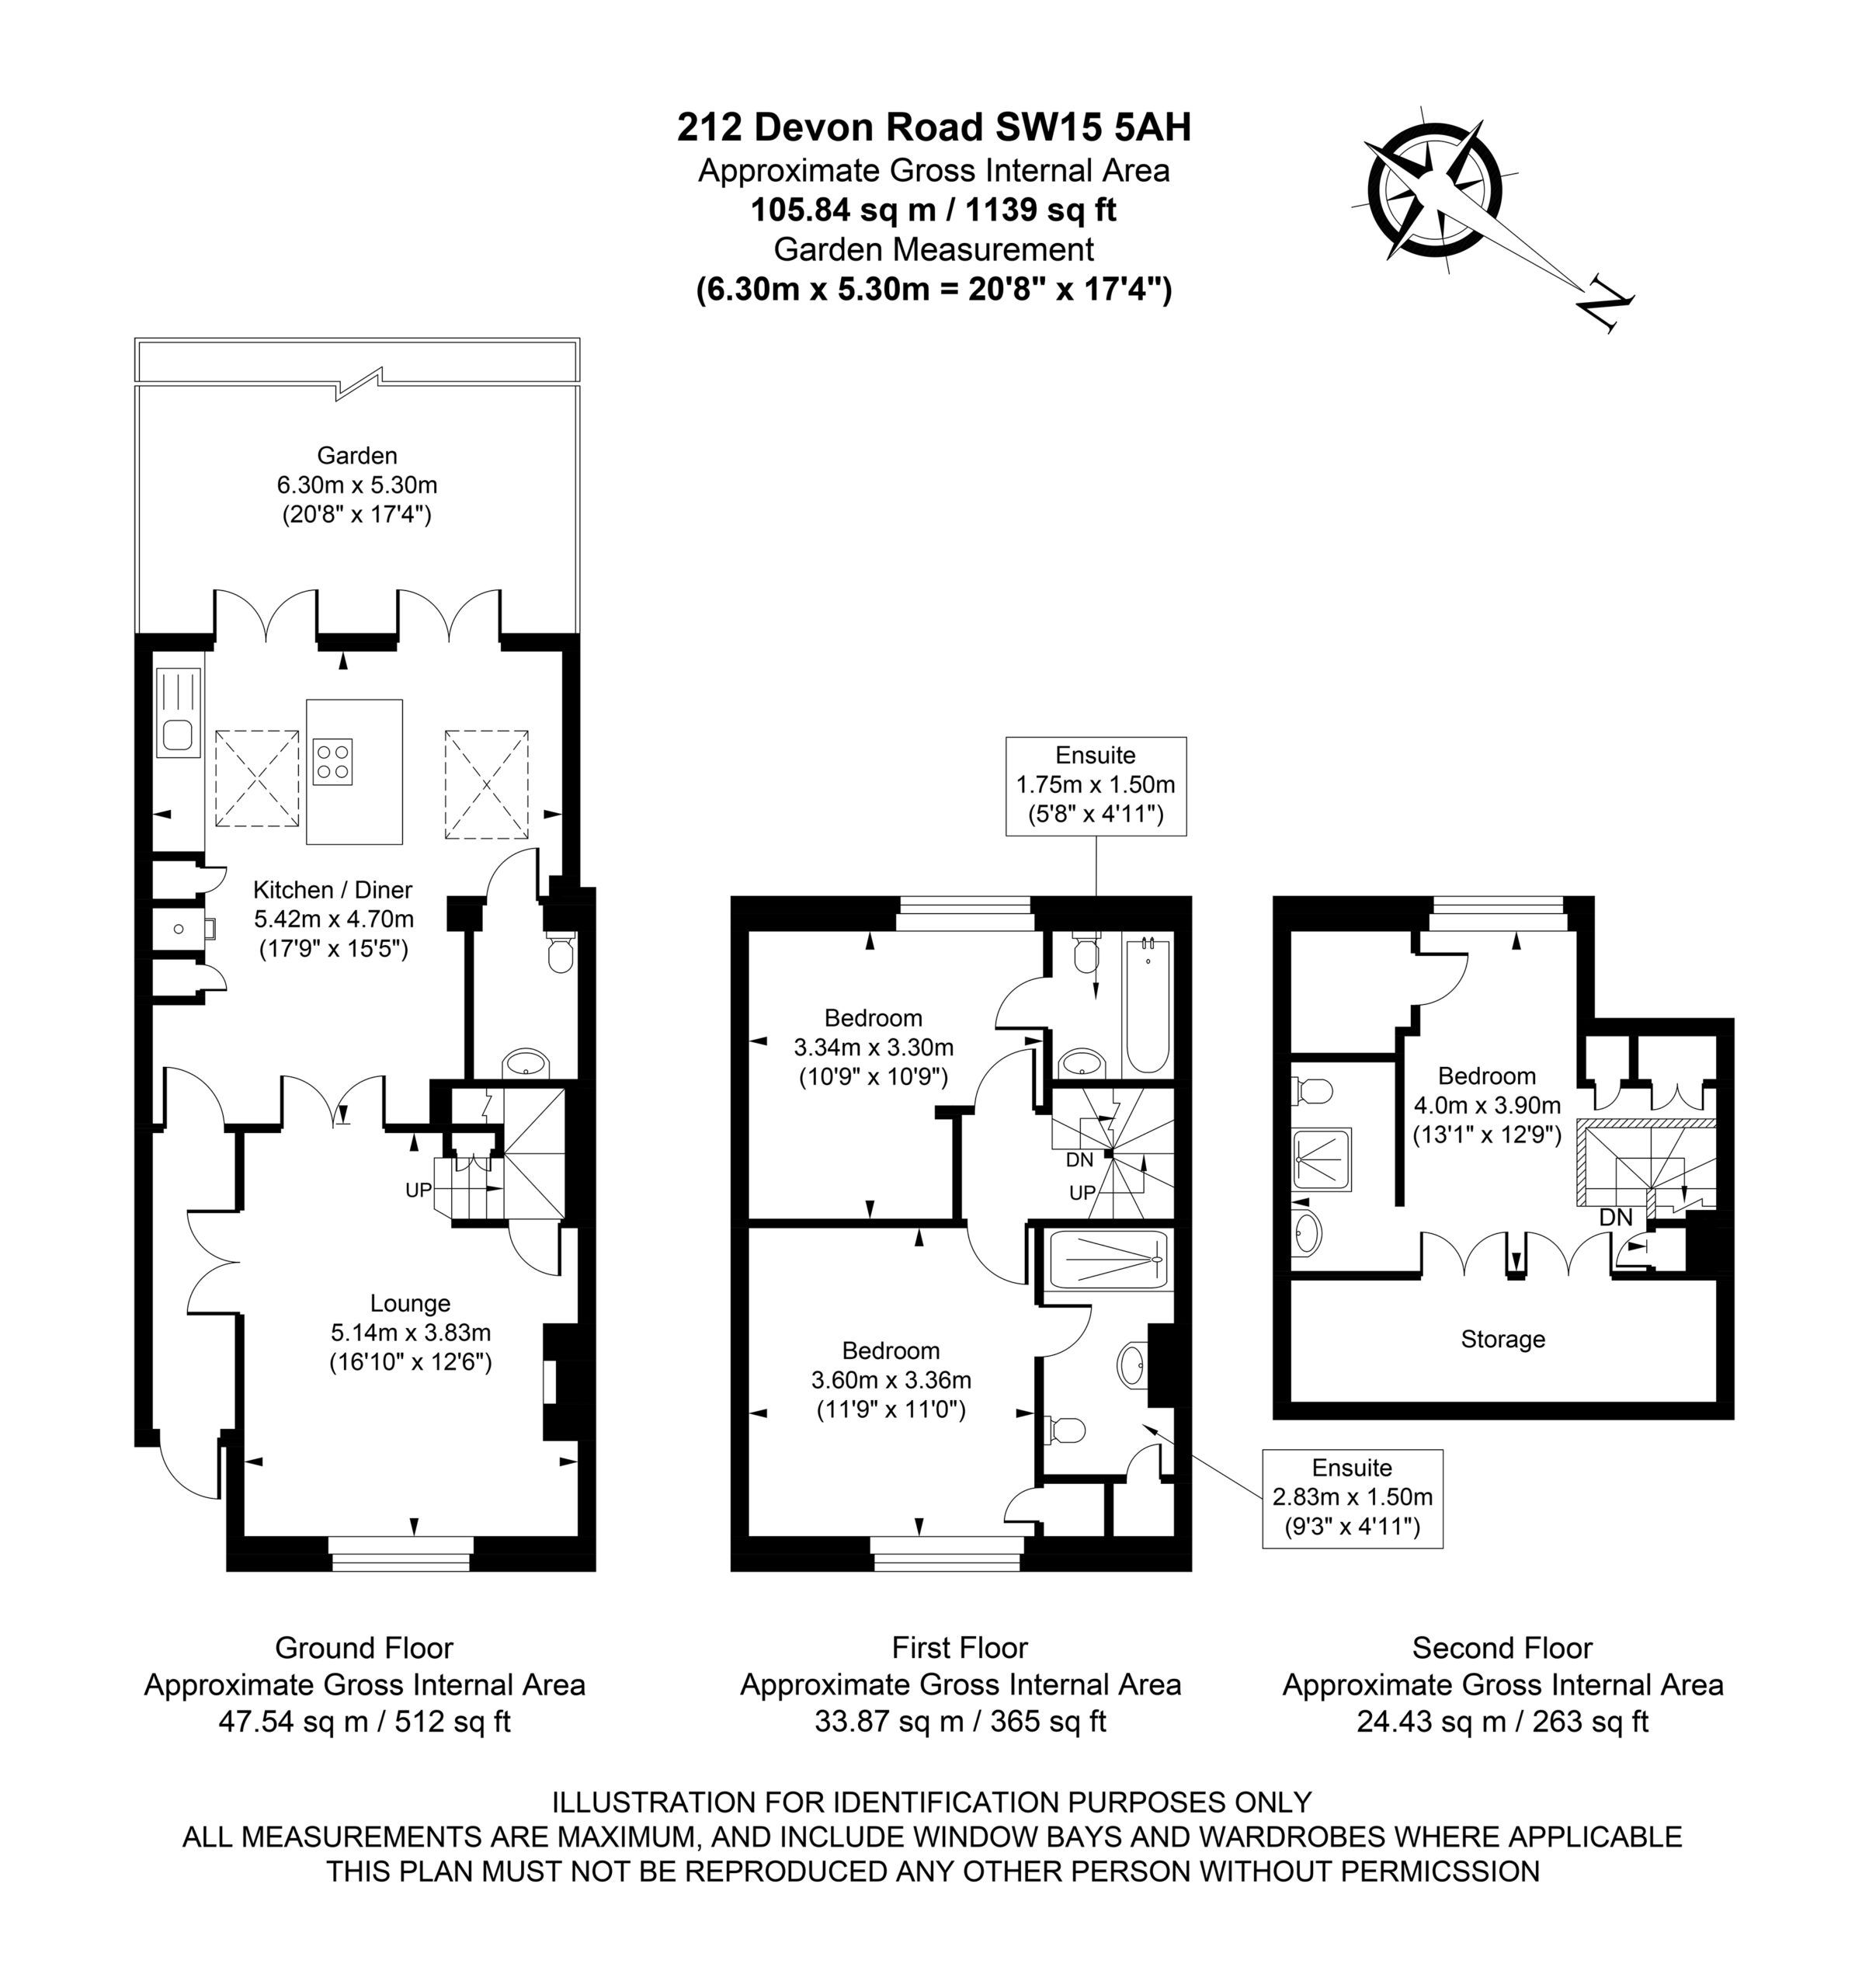 212 Devon Road SW15 5AH
Approximate Gross Internal Area
105.84 sq m / 1139 sq ft
Garden Measurement
(6.30m x 5.30m = 20'8" x 17'4")
N
Garden
6.30m x 5.30m
(20'8" x 17'4")
Kitchen / Diner
5.42m x 4.70m
(17'9" x 15'5")
UP
Lounge
5.14m x 3.83m
(16'10" x 12'6")
Ensuite
1.75m x 1.50m
(5'8" x 4'11")
Bedroom
3.34m x 3.30m
(10'9" x 10'9")
DN
UP
Bedroom
3.60m x 3.36m
(11'9" x 11'0")
Ensuite
2.83m x 1.50m
(9'3" x 4'11")
Bedroom
4.0m x 3.90m
(13'1" x 12'9")
DN
Storage
Ground Floor
Approximate Gross Internal Area
47.54 sq m / 512 sq ft
First Floor
Approximate Gross Internal Area
33.87 sq m / 365 sq ft
Second Floor
Approximate Gross Internal Area
24.43 sq m / 263 sq ft
ILLUSTRATION FOR IDENTIFICATION PURPOSES ONLY
ALL MEASUREMENTS ARE MAXIMUM, AND INCLUDE WINDOW BAYS AND WARDROBES WHERE APPLICABLE
THIS PLAN MUST NOT BE REPRODUCED ANY OTHER PERSON WITHOUT PERMICSSION